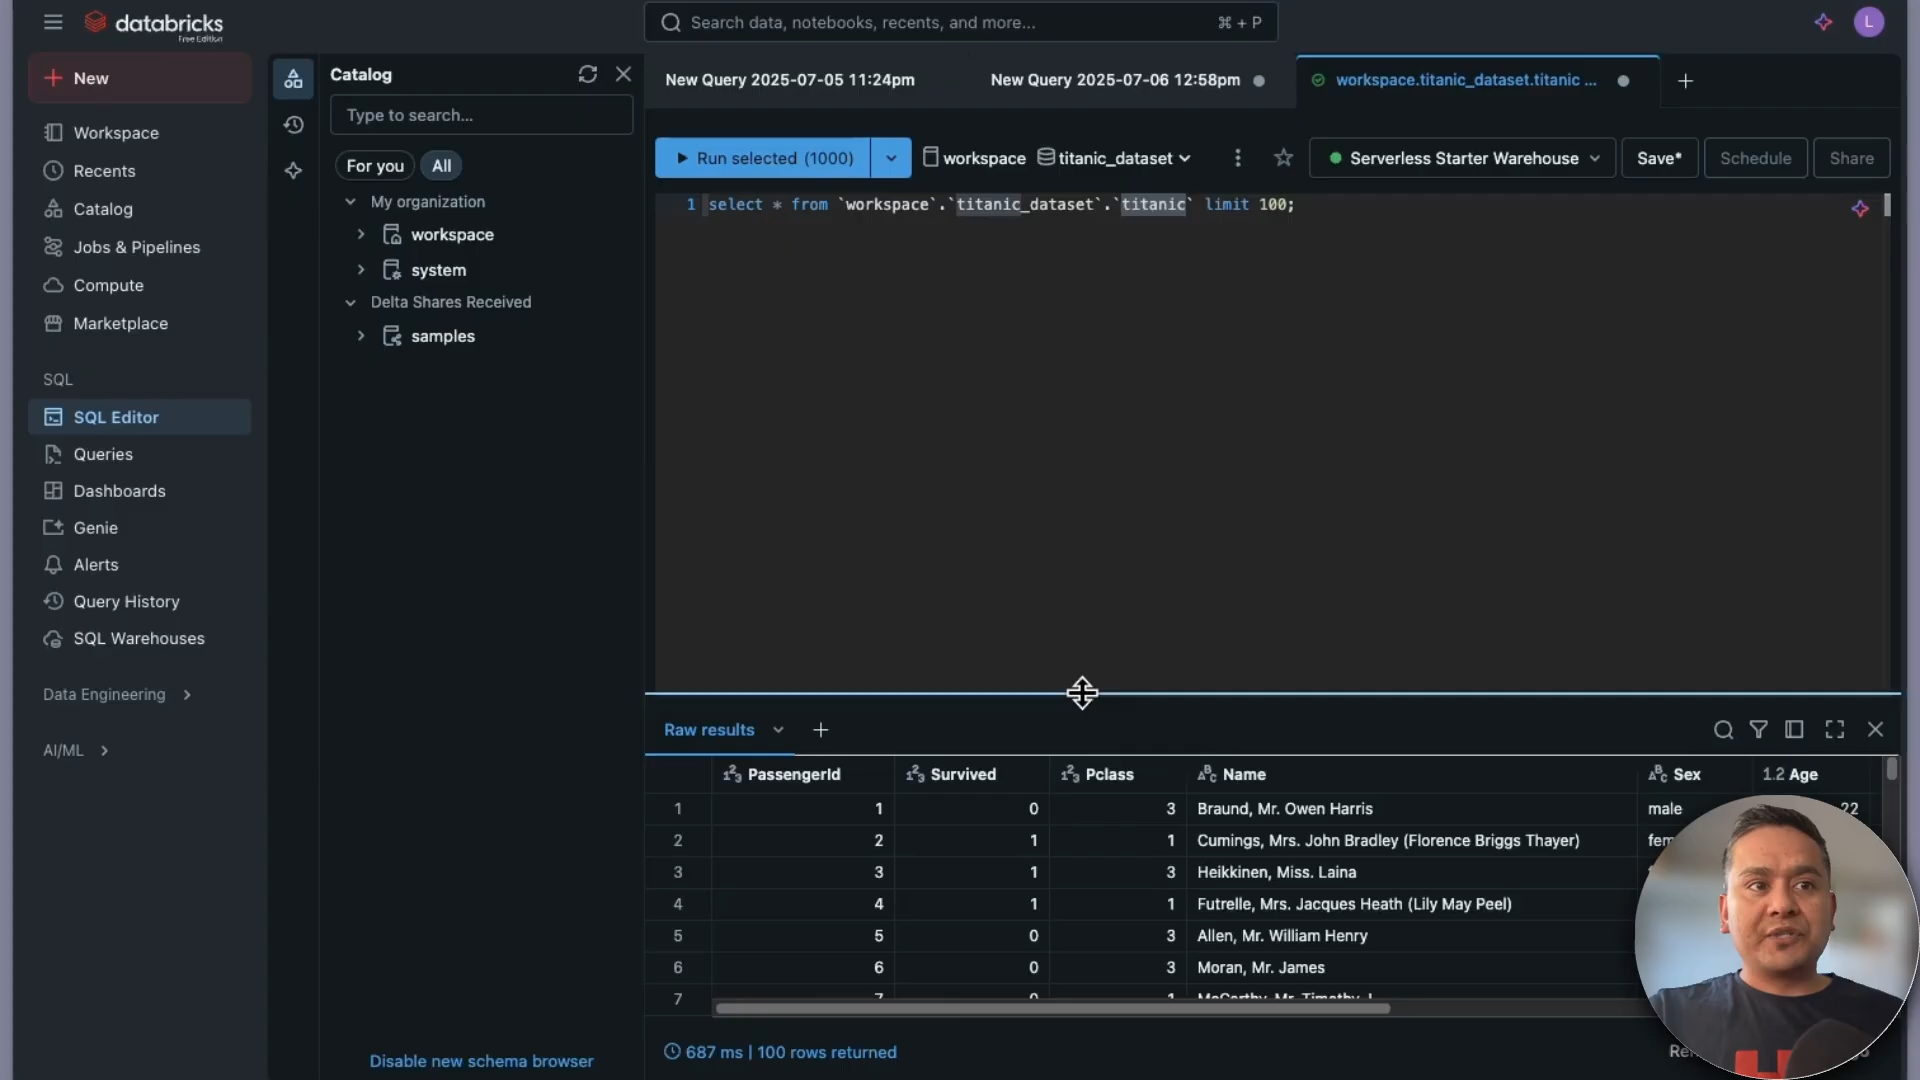 databricks
Free Edition
Search data, notebooks, recents, and more...
⌘ + P
L
New
Workspace
Recents
Catalog
Jobs & Pipelines
Compute
Marketplace
SQL
SQL Editor
Queries
Dashboards
Genie
Alerts
Query History
SQL Warehouses
Data Engineering
AI/ML
Catalog
Type to search...
For you
All
My organization
workspace
system
Delta Shares Received
samples
Disable new schema browser
New Query 2025-07-05 11:24pm
New Query 2025-07-06 12:58pm
workspace.titanic_dataset.titanic ...
Run selected (1000)
workspace
titanic_dataset
Serverless Starter Warehouse
Save*
Schedule
Share
1 select * from `workspace`.`titanic_dataset`.`titanic` limit 100;
Raw results
PassengerId Survived Pclass Name Sex 1.2 Age
1 1 0 3 Braund, Mr. Owen Harris male 22
2 2 1 1 Cumings, Mrs. John Bradley (Florence Briggs Thayer)
3 3 1 3 Heikkinen, Miss. Laina
4 4 1 1 Futrelle, Mrs. Jacques Heath (Lily May Peel)
5 5 0 3 Allen, Mr. William Henry
6 6 0 3 Moran, Mr. James
7 7 0 1 McCarthy, Mr. Timothy J
687 ms | 100 rows returned